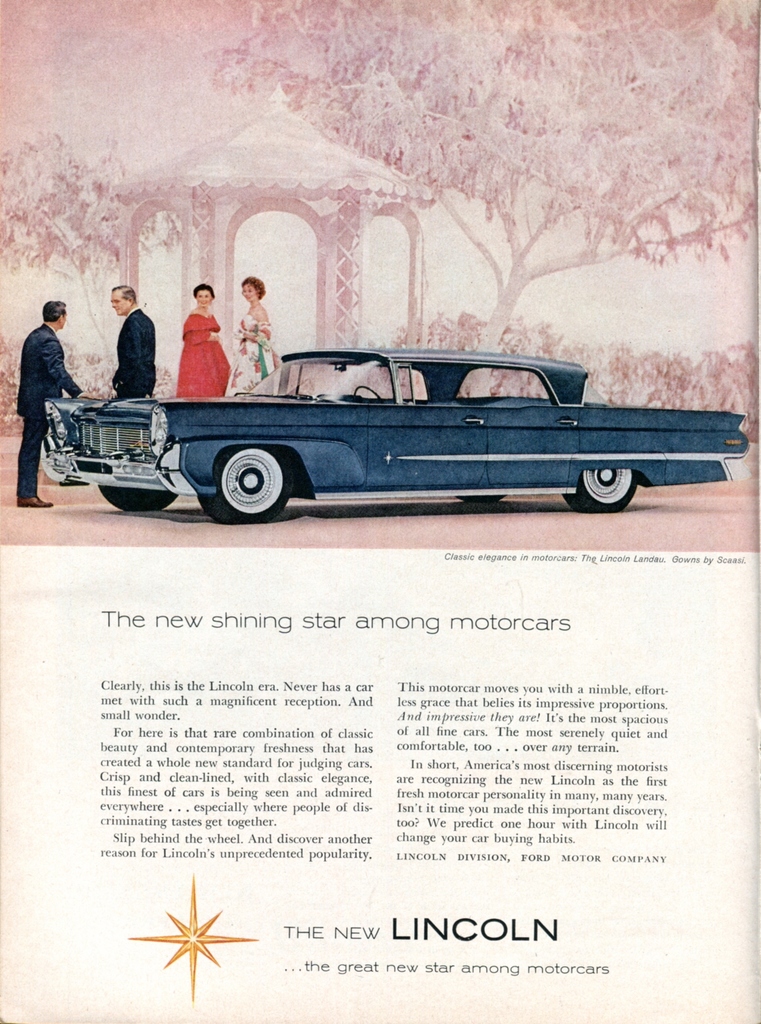 Classic elegance in motorcars: The Lincoln Landau. Gowns by Scaasi.
The new shining star among motorcars
Clearly, this is the Lincoln era. Never has a car
met with such a magnificent reception. And
small wonder.
For here is that rare combination of classic
beauty and contemporary freshness that has
created a whole new standard for judging cars.
Crisp and clean-lined, with classic elegance,
this finest of cars is being seen and admired
everywhere . . . especially where people of dis-
criminating tastes get together.
Slip behind the wheel. And discover another
reason for Lincoln's unprecedented popularity.
This motorcar moves you with a nimble, effort-
less grace that belies its impressive proportions.
And impressive they are! It's the most spacious
of all fine cars. The most serenely quiet and
comfortable, too . . . over any terrain.
In short, America's most discerning motorists
are recognizing the new Lincoln as the first
fresh motorcar personality in many, many years.
Isn't it time you made this important discovery,
too? We predict one hour with Lincoln will
change your car buying habits.
LINCOLN DIVISION, FORD MOTOR COMPANY
THE NEW LINCOLN
...the great new star among motorcars